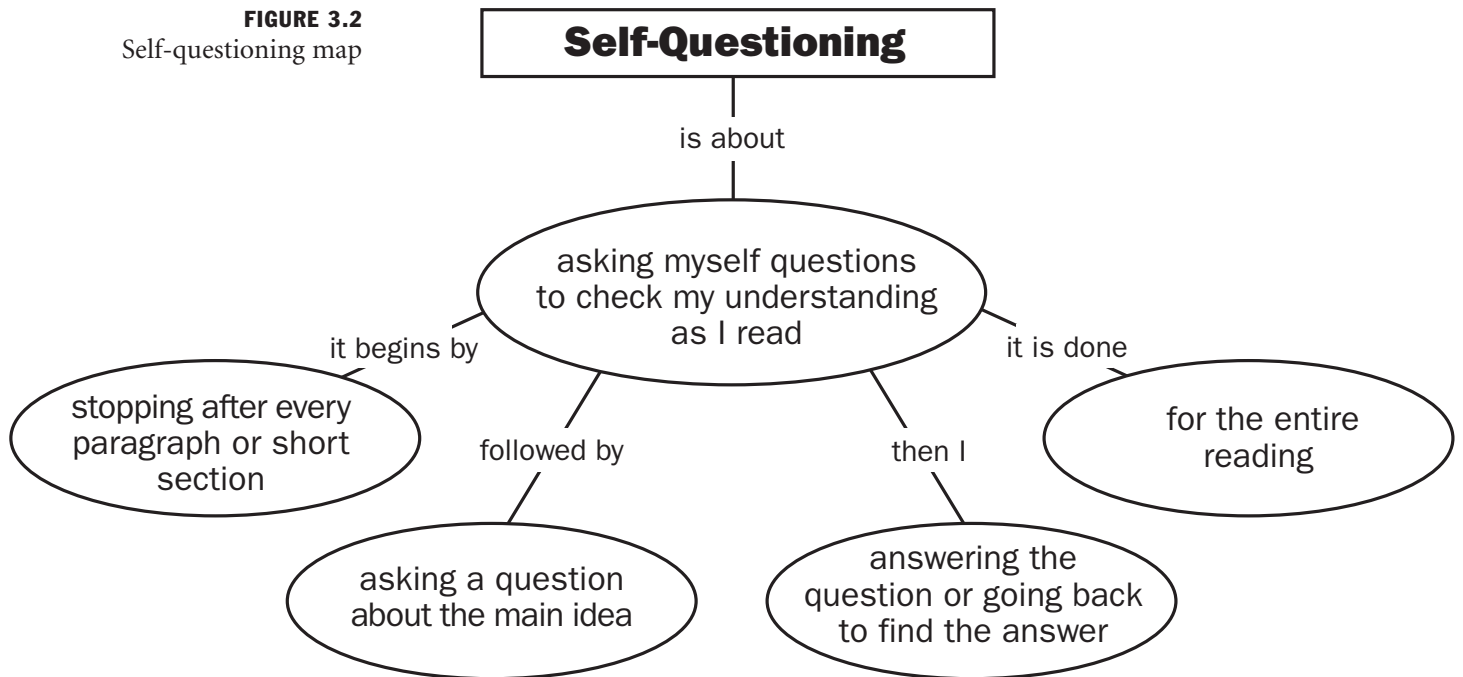 FIGURE 3.2
Self-questioning map
Self-Questioning
is about
asking myself questions
to check my understanding
as I read
it begins by
stopping after every
paragraph or short
section
followed by
asking a question
about the main idea
then I
answering the
question or going back
to find the answer
it is done
for the entire
reading